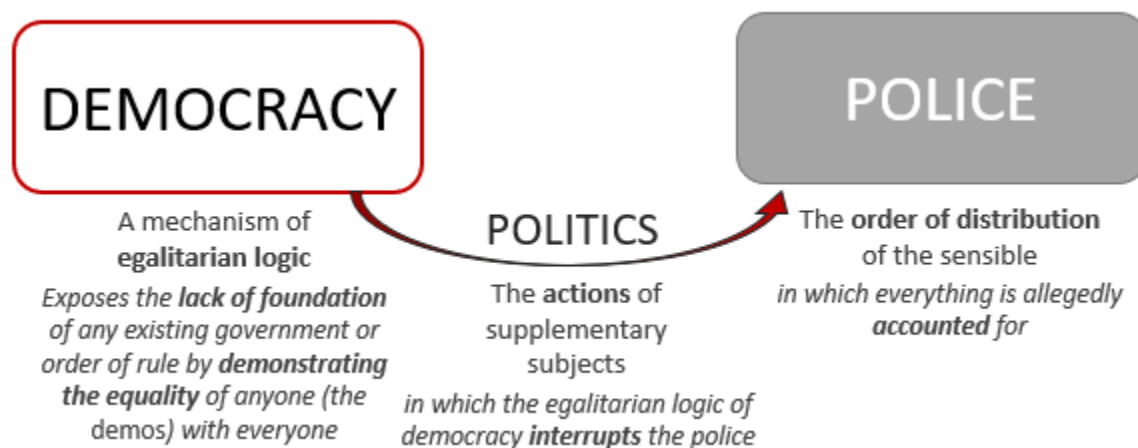 DEMOCRACY
POLICE
POLITICS
A mechanism of
egalitarian logic
Exposes the lack of foundation
of any existing government or
order of rule by demonstrating
the equality of anyone (the
demos) with everyone
The actions of
supplementary
subjects
in which the egalitarian logic of
democracy interrupts the police
The order of distribution
of the sensible
in which everything is allegedly
accounted for